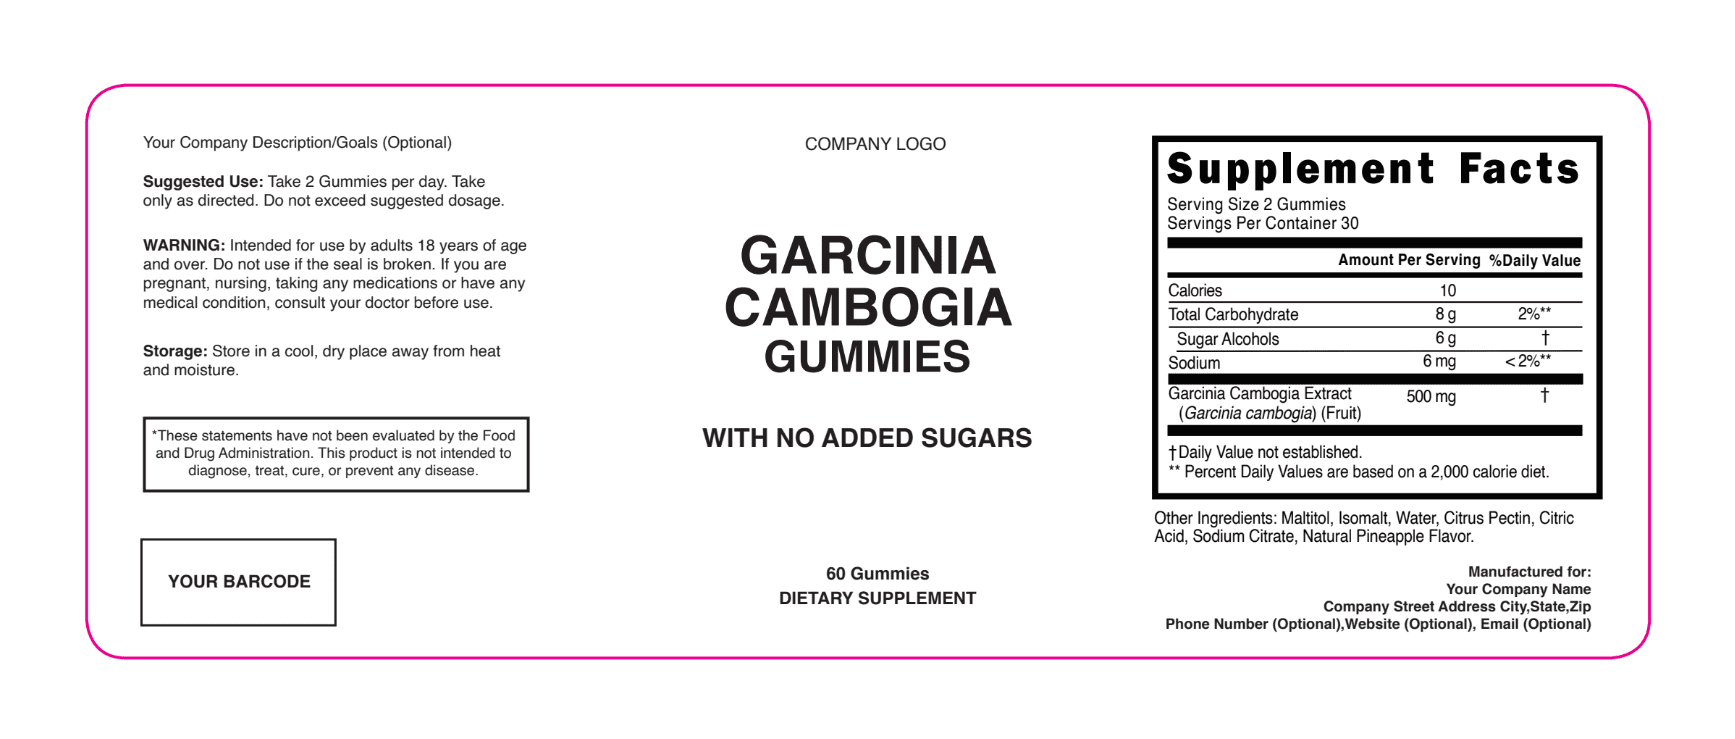 Your Company Description/Goals (Optional)
Suggested Use: Take 2 Gummies per day. Take
only as directed. Do not exceed suggested dosage.
WARNING: Intended for use by adults 18 years of age
and over. Do not use if the seal is broken. If you are
pregnant, nursing, taking any medications or have any
medical condition, consult your doctor before use.
Storage: Store in a cool, dry place away from heat
and moisture.
*These statements have not been evaluated by the Food
and Drug Administration. This product is not intended to
diagnose, treat, cure, or prevent any disease.
YOUR BARCODE
COMPANY LOGO
GARCINIA
CAMBOGIA
GUMMIES
WITH NO ADDED SUGARS
60 Gummies
DIETARY SUPPLEMENT
Supplement Facts
Serving Size 2 Gummies
Servings Per Container 30
Amount Per Serving %Daily Value
Calories 10
Total Carbohydrate 8 g 2%**
Sugar Alcohols 6 g †
Sodium 6 mg <2%**
Garcinia Cambogia Extract 500 mg †
(Garcinia cambogia) (Fruit)
†Daily Value not established.
** Percent Daily Values are based on a 2,000 calorie diet.
Other Ingredients: Maltitol, Isomalt, Water, Citrus Pectin, Citric
Acid, Sodium Citrate, Natural Pineapple Flavor.
Manufactured for:
Your Company Name
Company Street Address City,State,Zip
Phone Number (Optional),Website (Optional), Email (Optional)